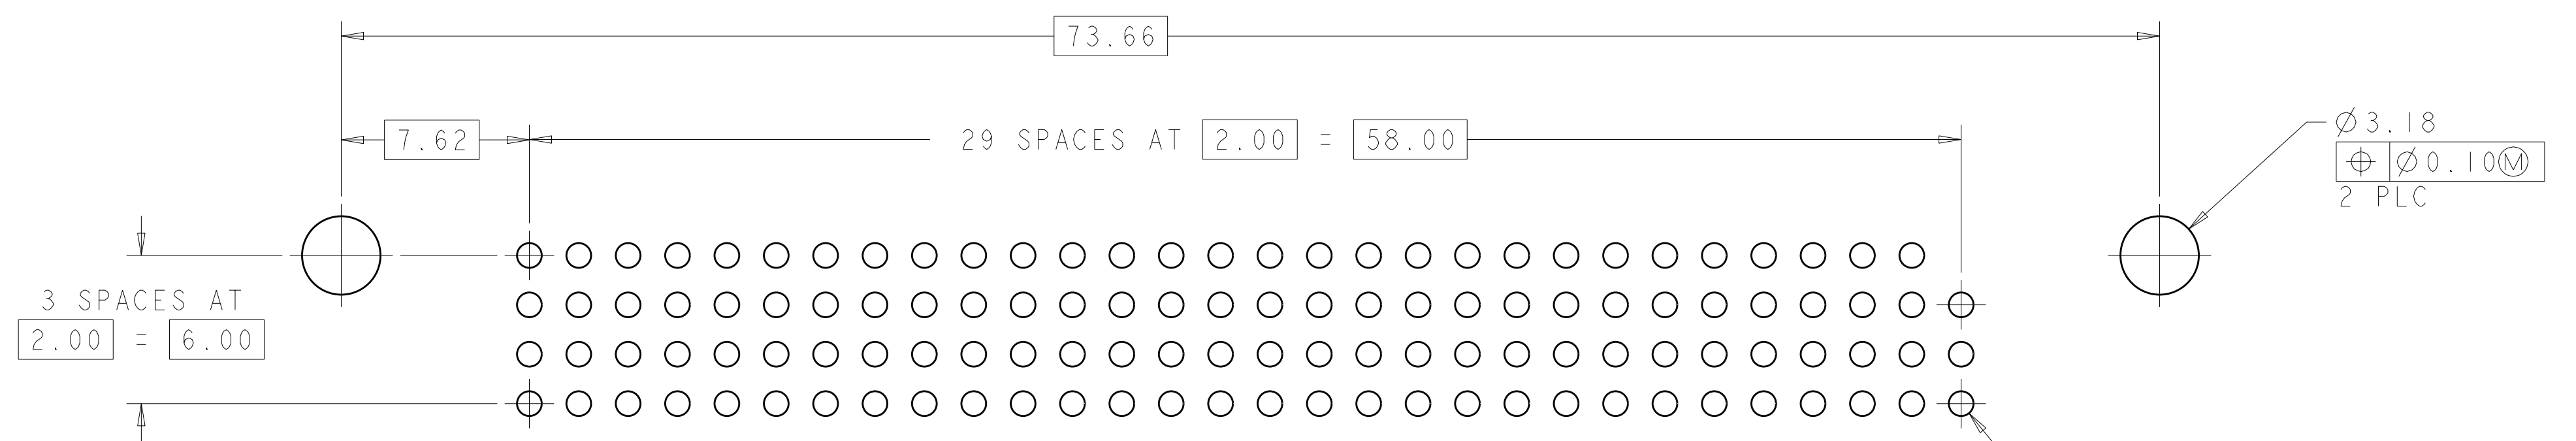 73.66
7.62
29 SPACES AT 2.00 = 58.00
Ø3.18
⌖ Ø0.10Ⓜ
2 PLC
3 SPACES AT
2.00 = 6.00